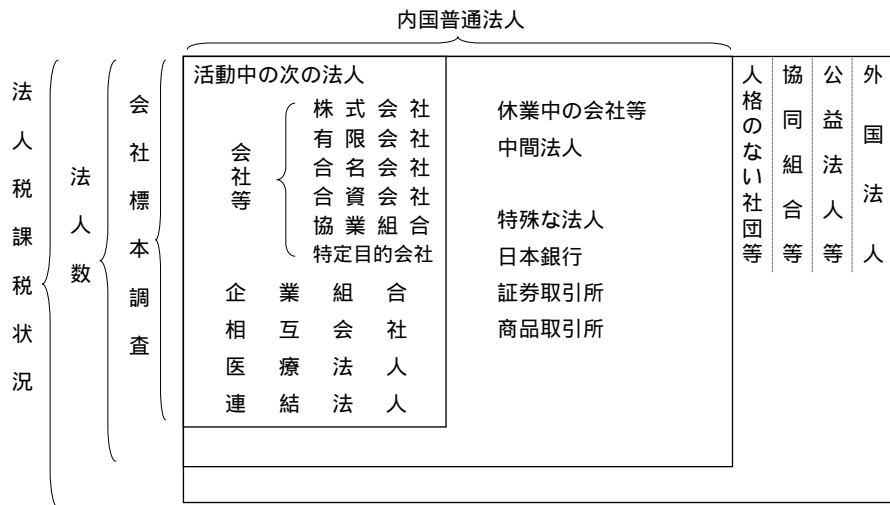 内国普通法人
法人税課税状況
法人数
会社標本調査
活動中の次の法人
会社等
株式会社
有限会社
合名会社
合資会社
協業組合
特定目的会社
企業組合
相互会社
医療法人
連結法人
休業中の会社等
中間法人
特殊な法人
日本銀行
証券取引所
商品取引所
人格のない社団等
協同組合等
公益法人等
外国法人